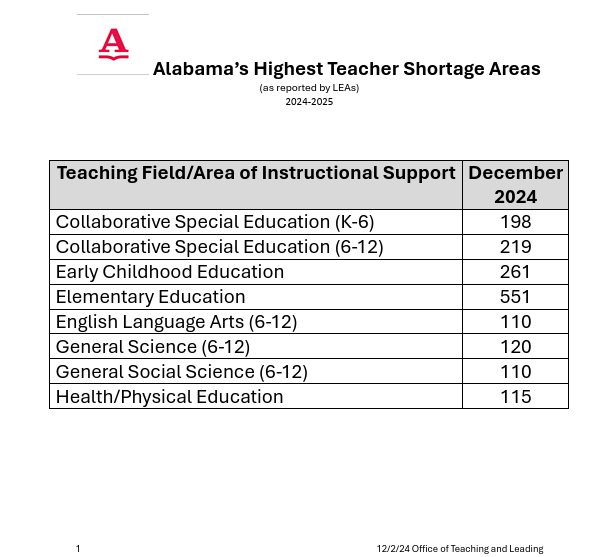 A
Alabama’s Highest Teacher Shortage Areas
(as reported by LEAs)
2024-2025
Teaching Field/Area of Instructional Support December 2024
Collaborative Special Education (K-6) 198
Collaborative Special Education (6-12) 219
Early Childhood Education 261
Elementary Education 551
English Language Arts (6-12) 110
General Science (6-12) 120
General Social Science (6-12) 110
Health/Physical Education 115
1 12/2/24 Office of Teaching and Leading